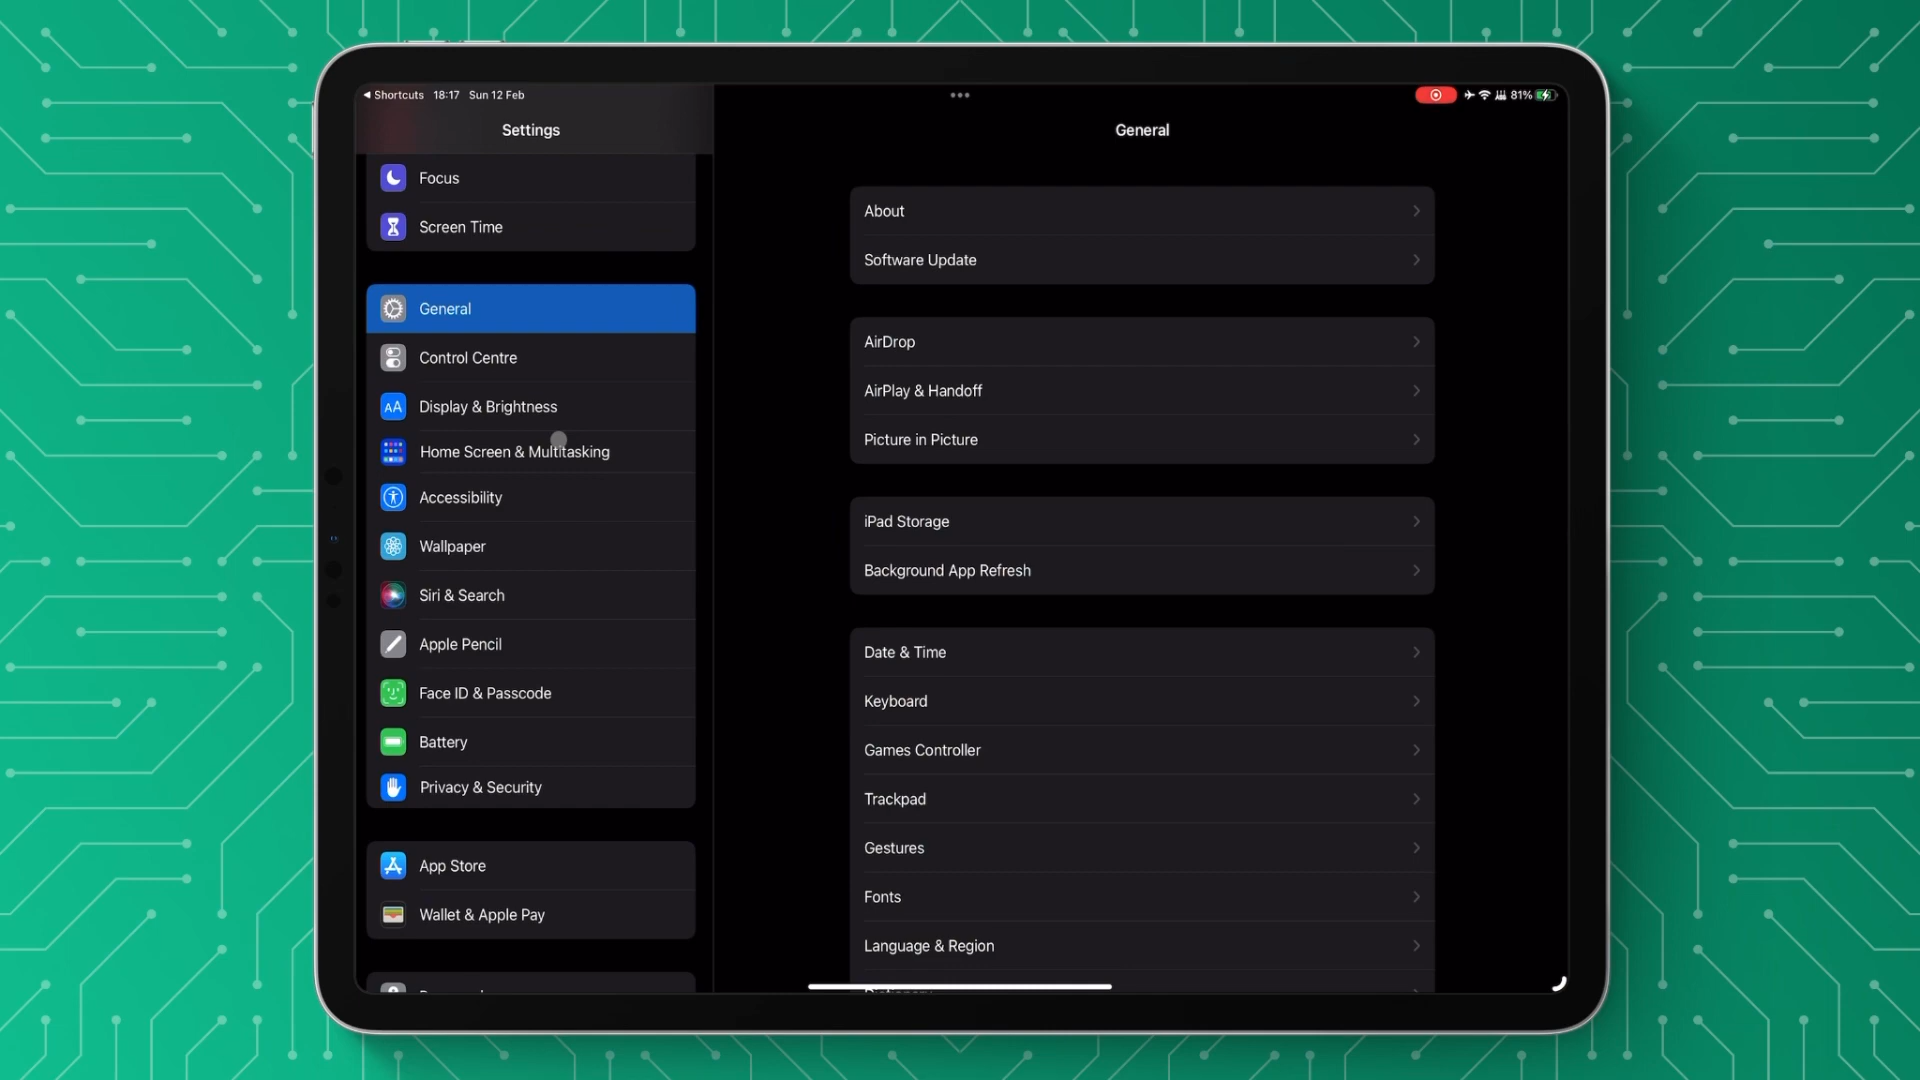 Shortcuts 18:17 Sun 12 Feb
81%
Settings
General
Focus
Screen Time
General
Control Centre
Display & Brightness
Home Screen & Multitasking
Accessibility
Wallpaper
Siri & Search
Apple Pencil
Face ID & Passcode
Battery
Privacy & Security
App Store
Wallet & Apple Pay
About
Software Update
AirDrop
AirPlay & Handoff
Picture in Picture
iPad Storage
Background App Refresh
Date & Time
Keyboard
Games Controller
Trackpad
Gestures
Fonts
Language & Region